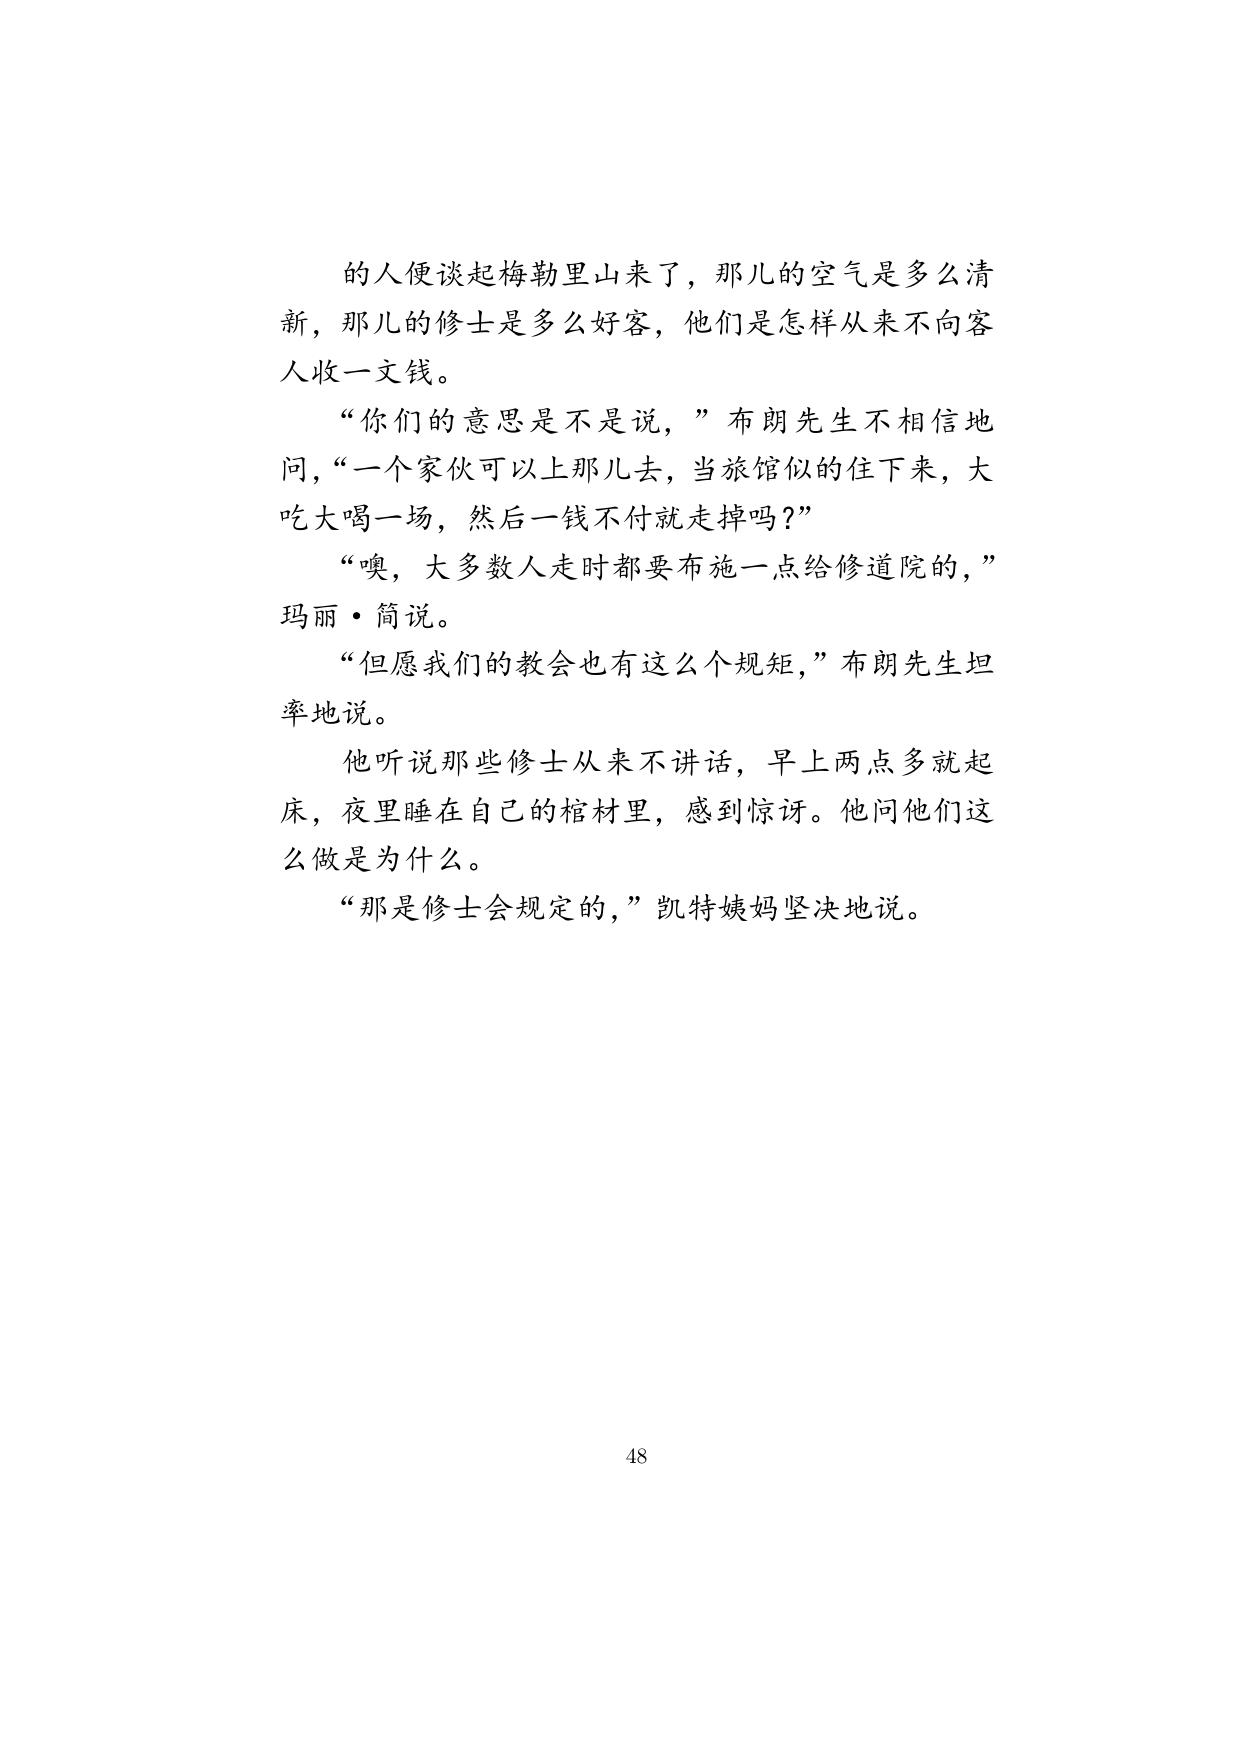 的人便谈起梅勒里山来了，那儿的空气是多么清
新，那儿的修士是多么好客，他们是怎样从来不向客
人收一文钱。
“你们的意思是不是说，”布朗先生不相信地
问，“一个家伙可以上那儿去，当旅馆似的住下来，大
吃大喝一场，然后一钱不付就走掉吗？”
“噢，大多数人走时都要布施一点给修道院的，”
玛丽·简说。
“但愿我们的教会也有这么个规矩，”布朗先生坦
率地说。
他听说那些修士从来不讲话，早上两点多就起
床，夜里睡在自己的棺材里，感到惊讶。他问他们这
么做是为什么。
“那是修士会规定的，”凯特姨妈坚决地说。
48